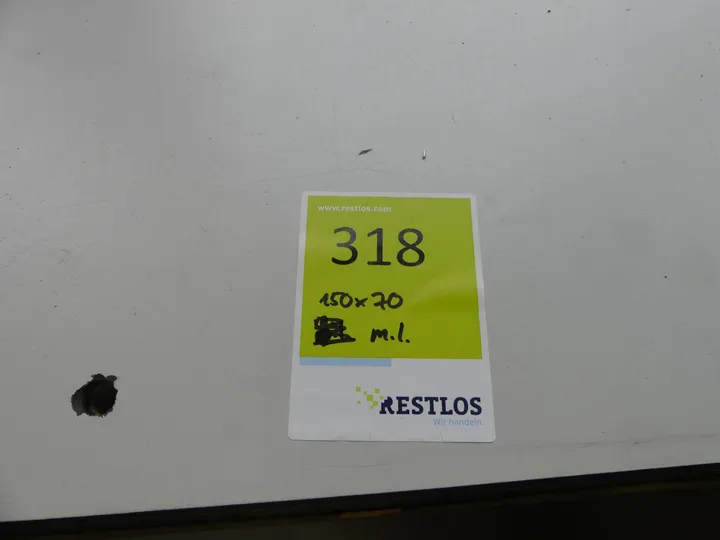 www.restlos.com
318
150x70
m.l.
RESTLOS
Wir handeln